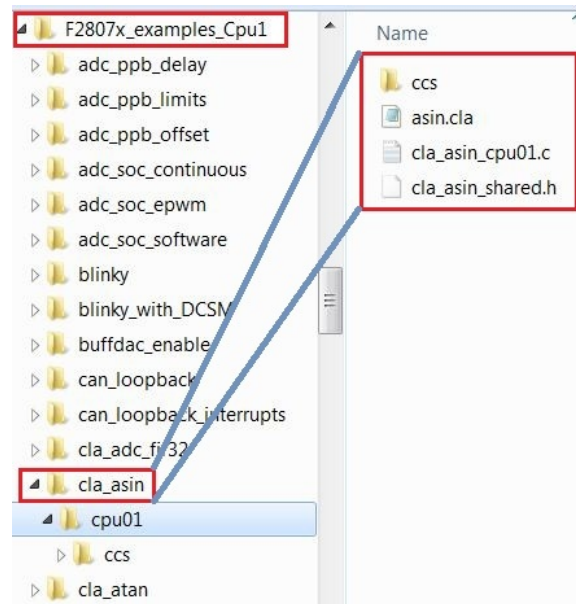 F2807x_examples_Cpu1
adc_ppb_delay
adc_ppb_limits
adc_ppb_offset
adc_soc_continuous
adc_soc_epwm
adc_soc_software
blinky
blinky_with_DCSM
buffdac_enable
can_loopback
can_loopback_interrupts
cla_adc_fir32
cla_asin
cpu01
ccs
cla_atan
Name
ccs
asin.cla
cla_asin_cpu01.c
cla_asin_shared.h